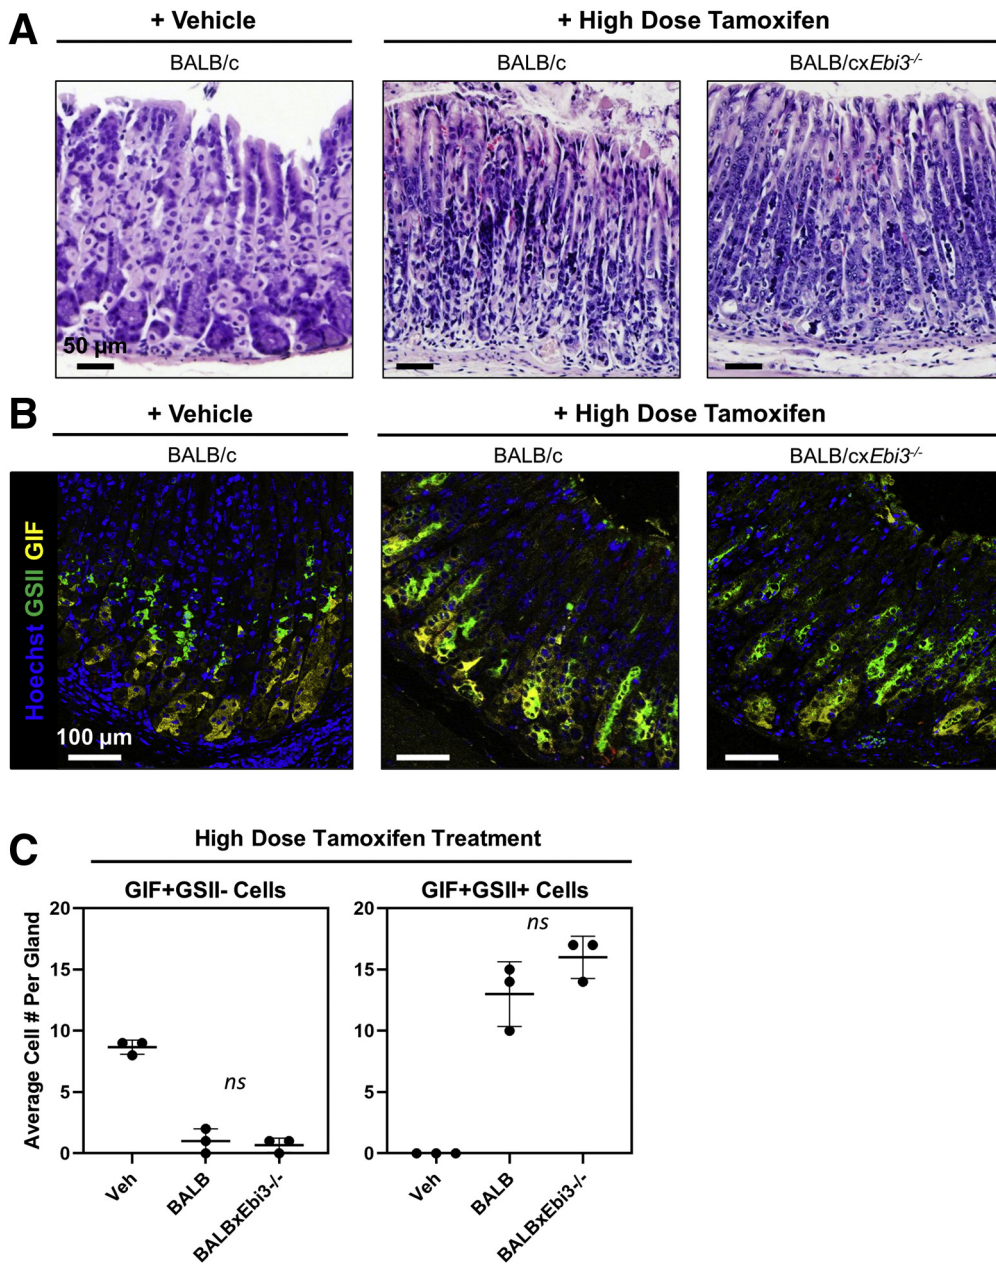 A
+ Vehicle
+ High Dose Tamoxifen
BALB/c
BALB/c
BALB/cxEbi3-/-
50 µm
B
+ Vehicle
+ High Dose Tamoxifen
BALB/c
BALB/c
BALB/cxEbi3-/-
Hoechst GSII GIF
100 µm
C
High Dose Tamoxifen Treatment
GIF+GSII- Cells
GIF+GSII+ Cells
Average Cell # Per Gland
20
15
10
5
0
ns
Veh
BALB
BALBxEbi3-/-
20
15
10
5
0
ns
Veh
BALB
BALBxEbi3-/-